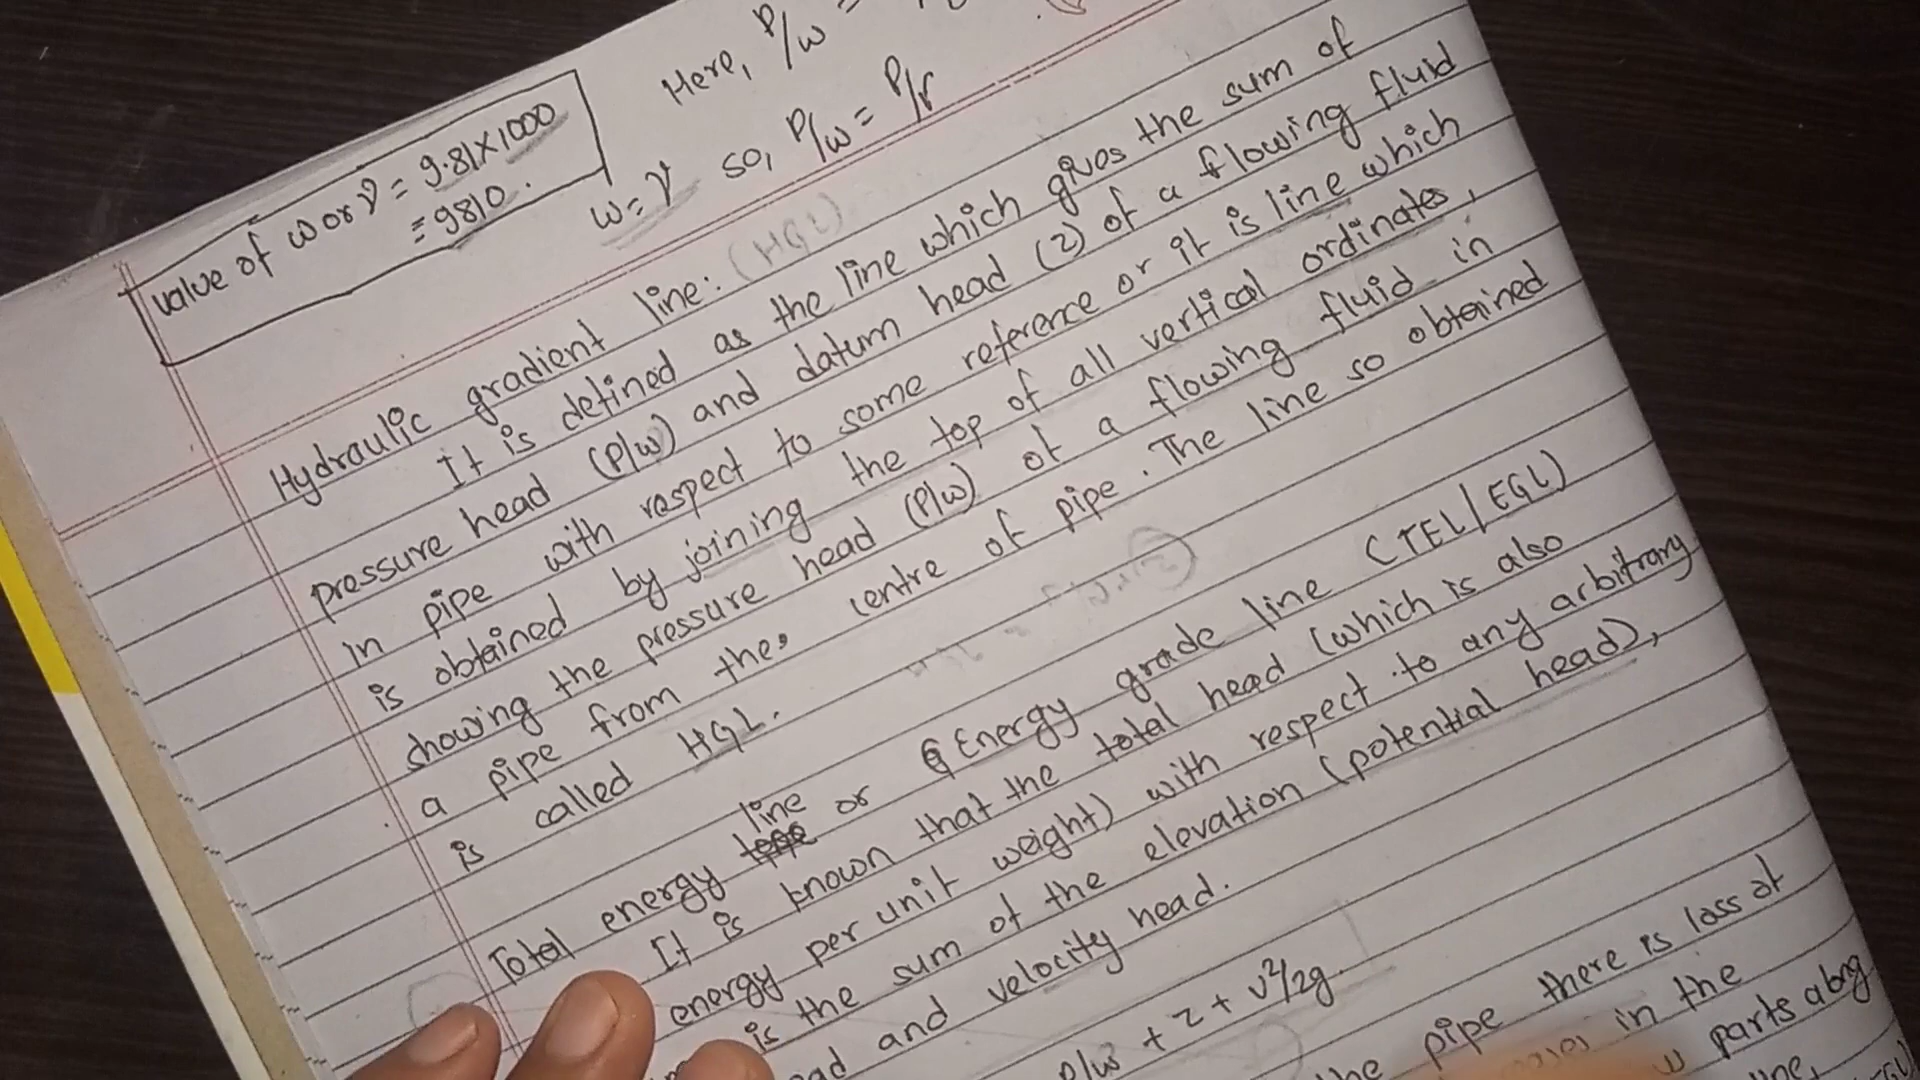 Here, P/w =
value of w or γ = 9.81×1000
= 9810.
w = γ so, P/w = P/r
Hydraulic gradient line: (HGL)
It is defined as the line which gives the sum of
pressure head (P/w) and datum head (z) of a flowing fluid
in pipe with respect to some reference or it is line which
is obtained by joining the top of all vertical ordinates,
showing the pressure head (P/w) of a flowing fluid in
a pipe from the centre of pipe. The line so obtained
is called HGL.
Total energy line or Energy grade line (TEL/EGL)
It is known that the total head (which is also
energy per unit weight) with respect to any arbitrary
is the sum of the elevation (potential head),
and velocity head.
P/w + z + v²/2g.
the pipe there is loss of
in the
parts along